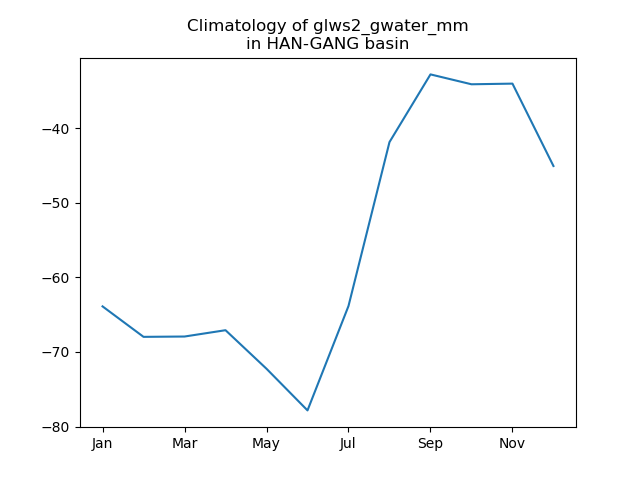 Climatology of glws2_gwater_mm
in HAN-GANG basin
−40
−50
−60
−70
−80
Jan Mar May Jul Sep Nov